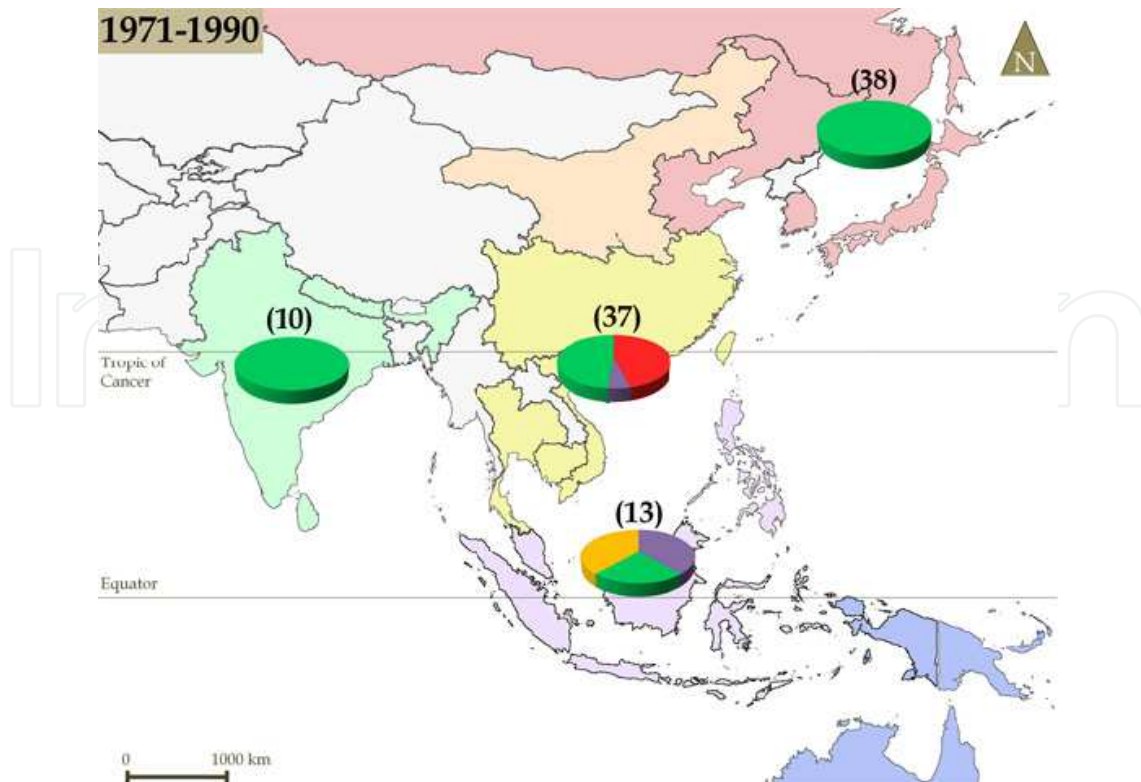 1971-1990
N
(38)
(10)
(37)
Tropic of
Cancer
(13)
Equator
0 1000 km